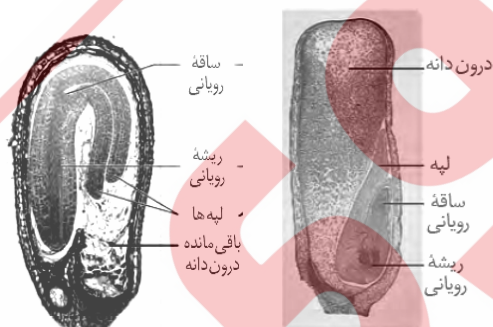 ساقهٔ
رویانی
ریشهٔ
رویانی
لپه‌ها
باقی‌مانده
درون‌دانه
درون‌دانه
لپه
ساقهٔ
رویانی
ریشهٔ
رویانی